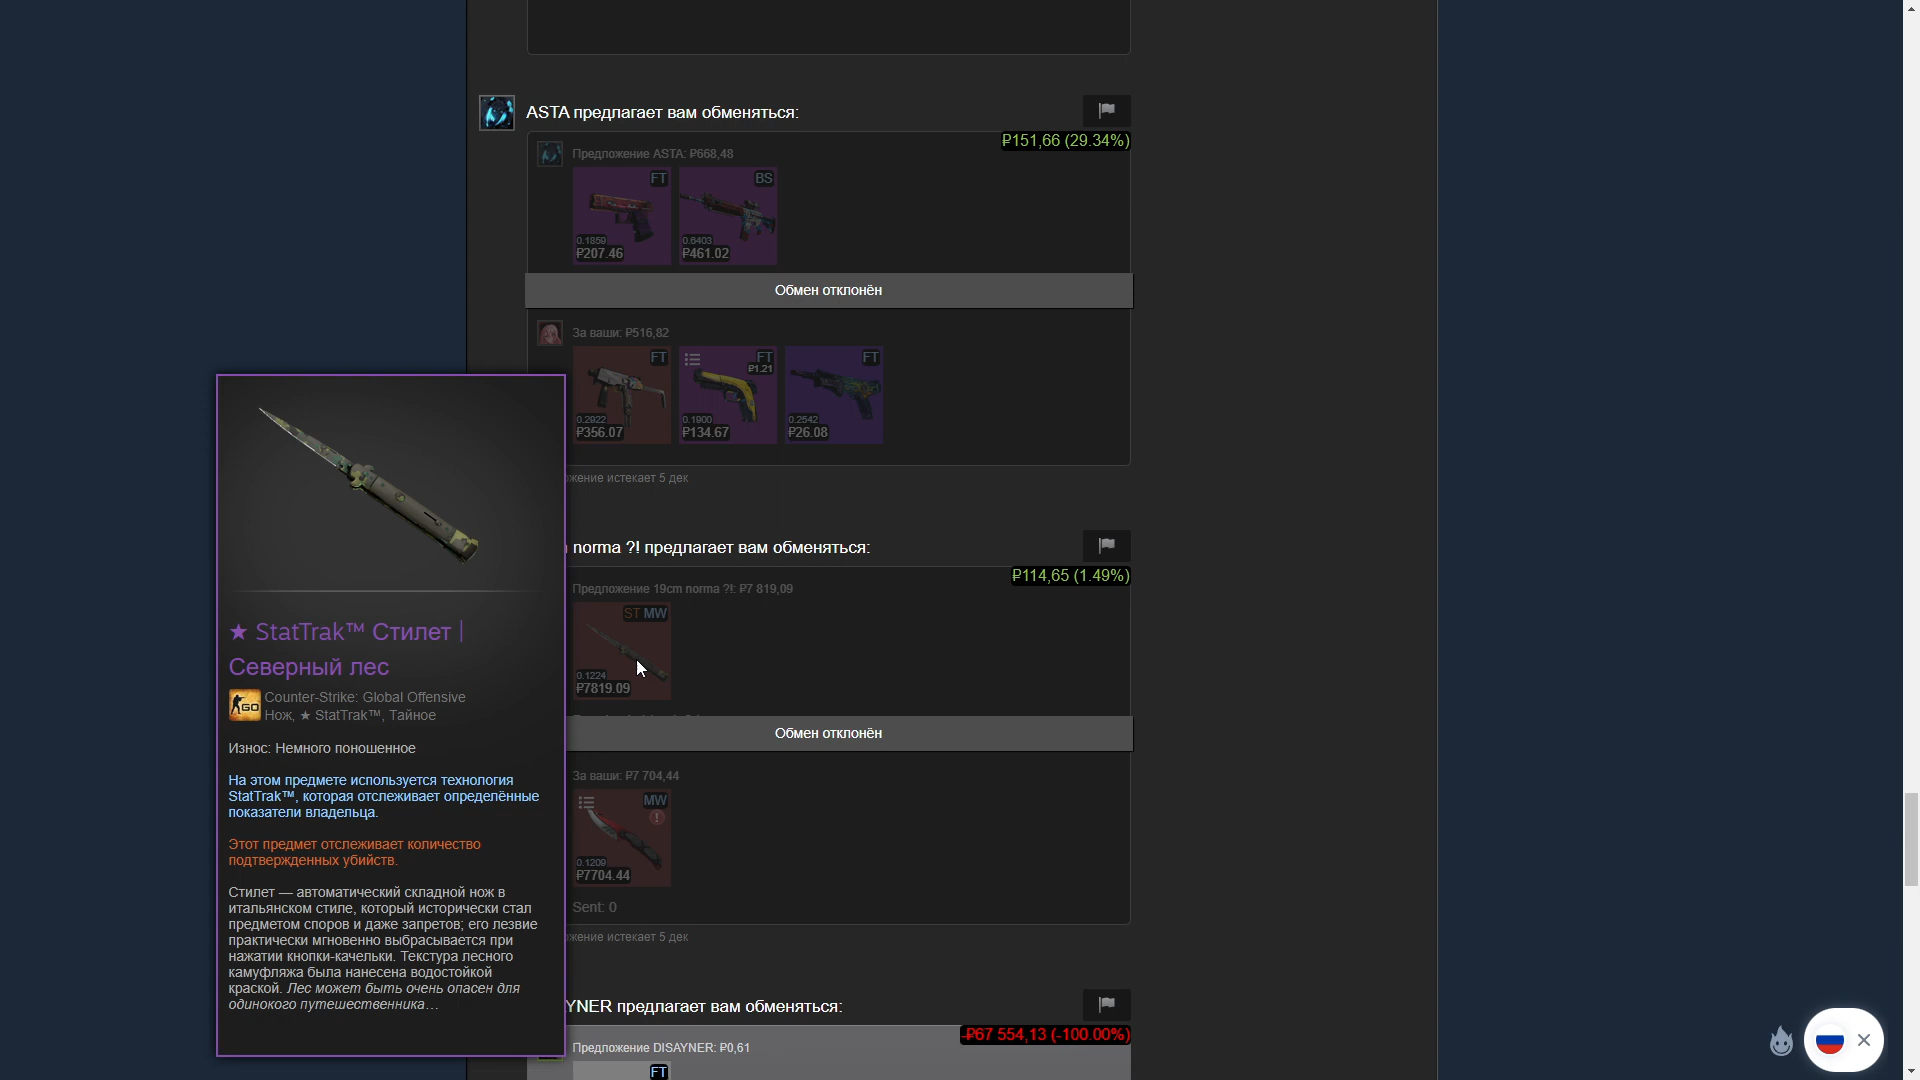 ASTA предлагает вам обменяться:
₽151,66 (29.34%)
Предложение ASTA: ₽668,48
FT
BS
0.1859
₽207.46
0.6403
₽461.02
Обмен отклонён
За ваши: ₽516,82
FT
FT
₽1.21
FT
0.2922
₽356.07
0.1900
₽134.67
0.2542
₽26.08
жение истекает 5 дек
norma ?! предлагает вам обменяться:
₽114,65 (1.49%)
Предложение 19cm norma ?!: ₽7 819,09
ST MW
0.1224
₽7819.09
Обмен отклонён
За ваши: ₽7 704,44
MW
0.1209
₽7704.44
Sent: 0
жение истекает 5 дек
YNER предлагает вам обменяться:
-₽67 554,13 (-100.00%)
Предложение DISAYNER: ₽0,61
FT
★ StatTrak™ Стилет |
Северный лес
GO
Counter-Strike: Global Offensive
Нож, ★ StatTrak™, Тайное
Износ: Немного поношенное
На этом предмете используется технология
StatTrak™, которая отслеживает определённые
показатели владельца.
Этот предмет отслеживает количество
подтвержденных убийств.
Стилет — автоматический складной нож в
итальянском стиле, который исторически стал
предметом споров и даже запретов; его лезвие
практически мгновенно выбрасывается при
нажатии кнопки-качельки. Текстура лесного
камуфляжа была нанесена водостойкой
краской. Лес может быть очень опасен для
одинокого путешественника…